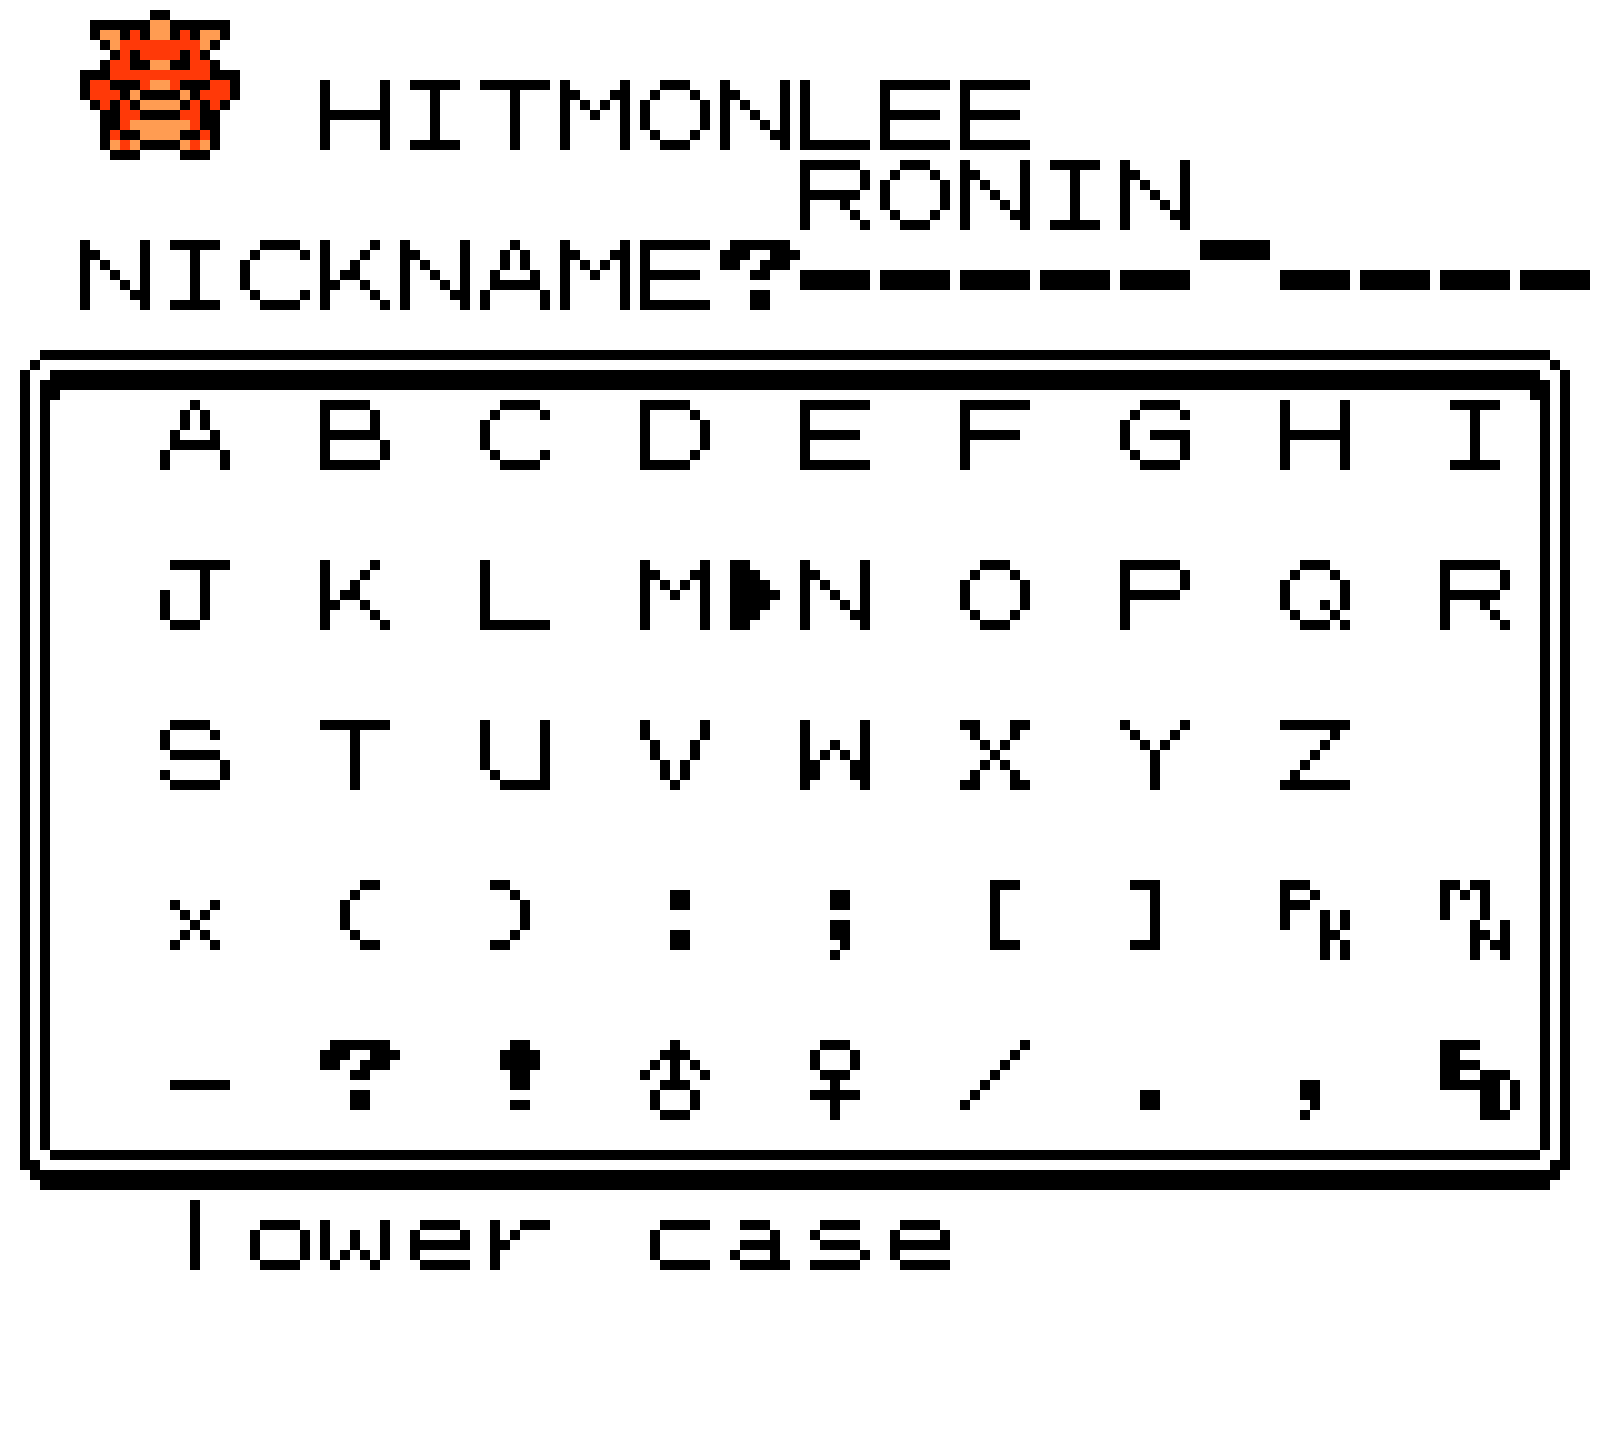 HITMONLEE
RONIN
NICKNAME?
A B C D E F G H I
J K L M ▶N O P Q R
S T U V W X Y Z
× ( ) : ; [ ] PK MN
- ? ! ♂ ♀ / . , ED
lower case